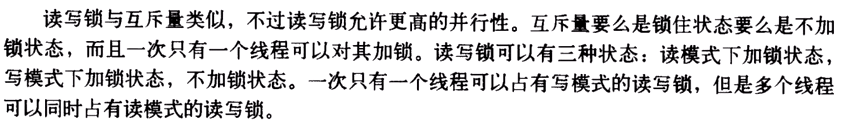 读写锁与互斥量类似，不过读写锁允许更高的并行性。互斥量要么是锁住状态要么是不加
锁状态，而且一次只有一个线程可以对其加锁。读写锁可以有三种状态：读模式下加锁状态，
写模式下加锁状态，不加锁状态。一次只有一个线程可以占有写模式的读写锁，但是多个线程
可以同时占有读模式的读写锁。